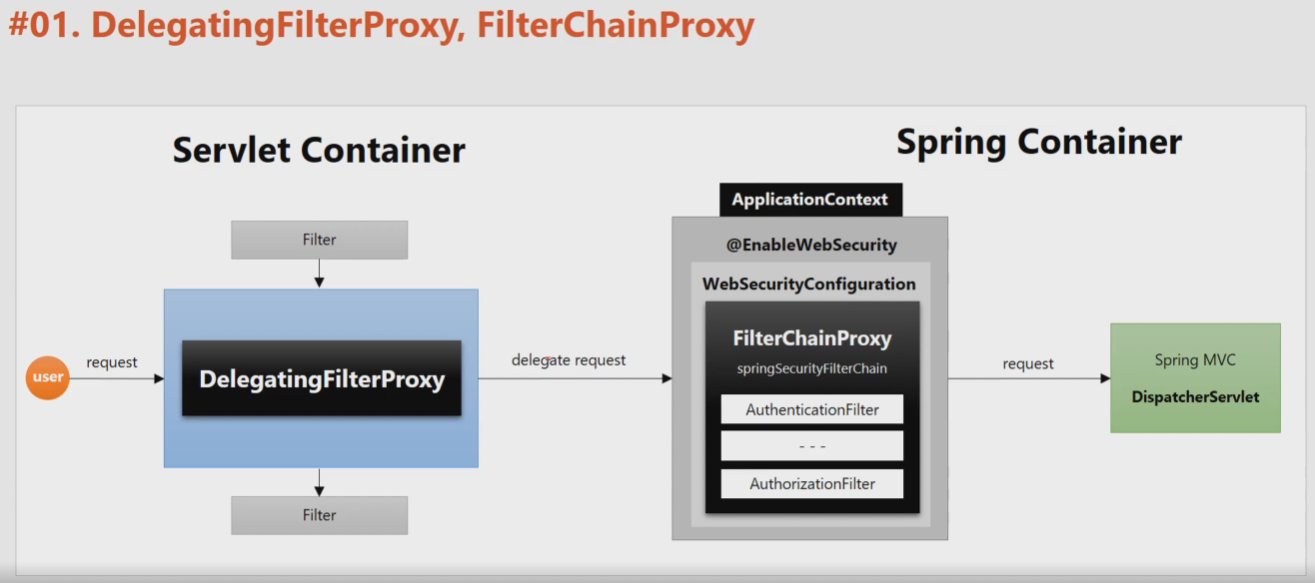 #01. DelegatingFilterProxy, FilterChainProxy
Servlet Container
Spring Container
Filter
user
request
DelegatingFilterProxy
Filter
delegate request
ApplicationContext
@EnableWebSecurity
WebSecurityConfiguration
FilterChainProxy
springSecurityFilterChain
AuthenticationFilter
- - -
AuthorizationFilter
request
Spring MVC
DispatcherServlet